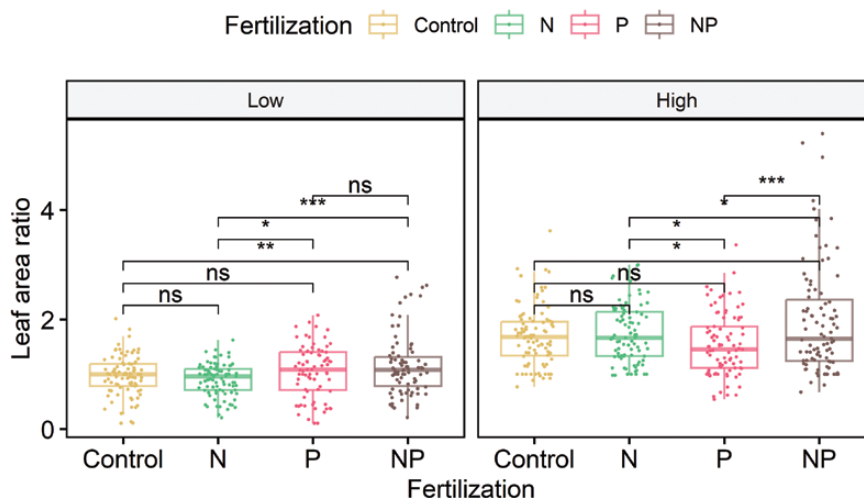 Fertilization Control N P NP
Low High
Leaf area ratio
4
2
0
ns
***
*
**
ns
ns
***
*
*
*
ns
ns
Control N P NP Control N P NP
Fertilization